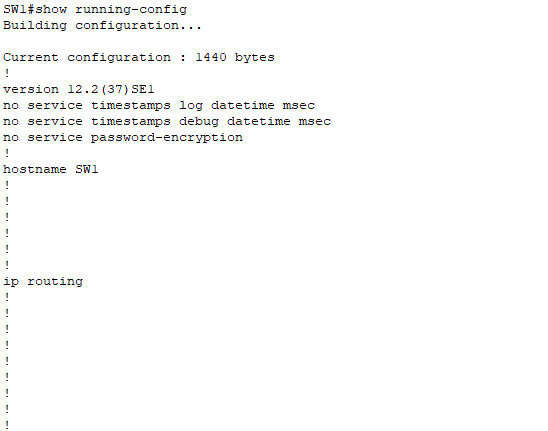 SW1#show running-config
Building configuration...
Current configuration : 1440 bytes
!
version 12.2(37)SE1
no service timestamps log datetime msec
no service timestamps debug datetime msec
no service password-encryption
!
hostname SW1
!
!
!
!
!
!
ip routing
!
!
!
!
!
!
!
!
!